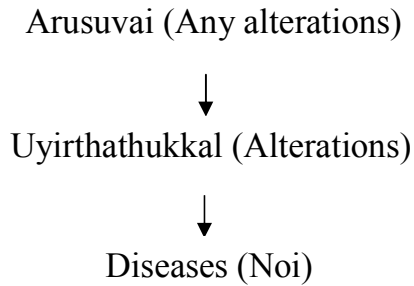 Arusuvai (Any alterations)
Uyirthathukkal (Alterations)
Diseases (Noi)